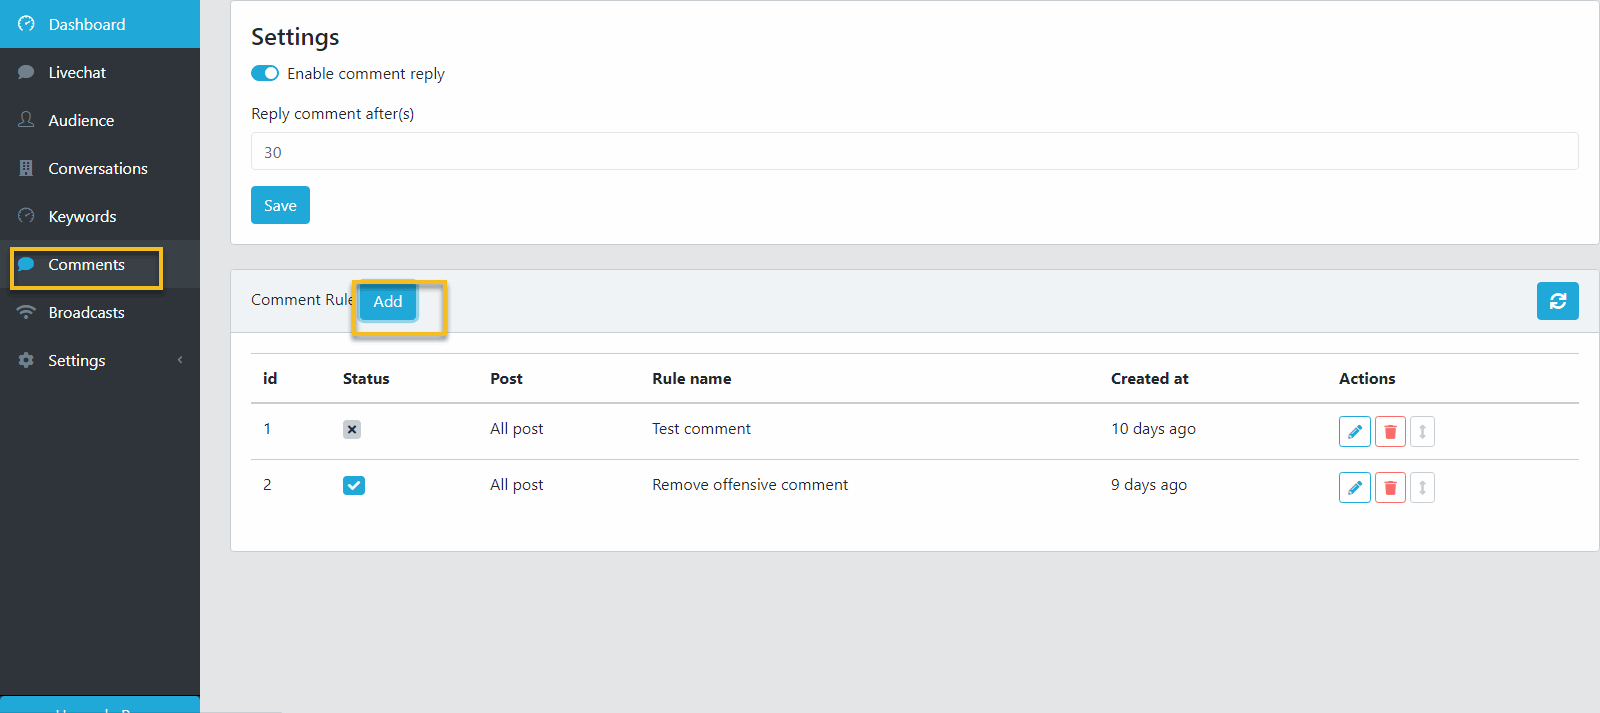 Dashboard
Livechat
Audience
Conversations
Keywords
Comments
Broadcasts
Settings
Settings
Enable comment reply
Reply comment after(s)
30
Save
Comment Rule Add
id Status Post Rule name Created at Actions
1 All post Test comment 10 days ago
2 All post Remove offensive comment 9 days ago